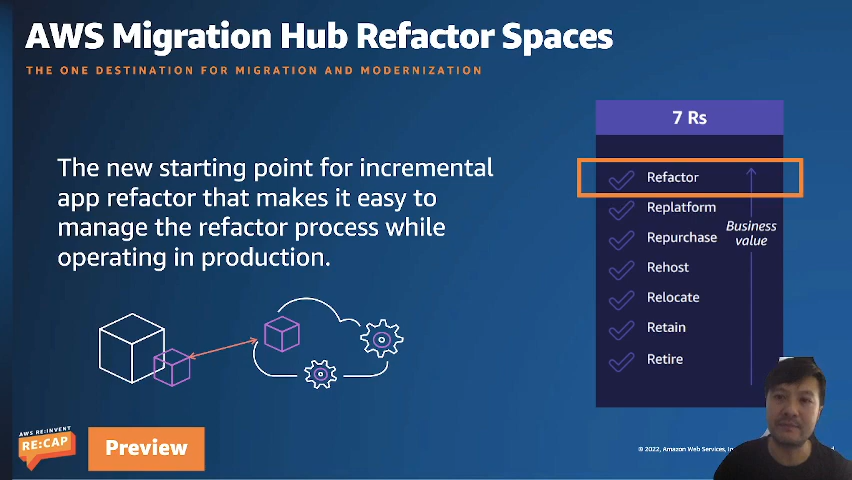 AWS Migration Hub Refactor Spaces
THE ONE DESTINATION FOR MIGRATION AND MODERNIZATION
The new starting point for incremental
app refactor that makes it easy to
manage the refactor process while
operating in production.
7 Rs
Refactor
Replatform
Repurchase
Rehost
Relocate
Retain
Retire
Business
value
AWS RE:INVENT
RE:CAP
Preview
© 2022, Amazon Web Services,